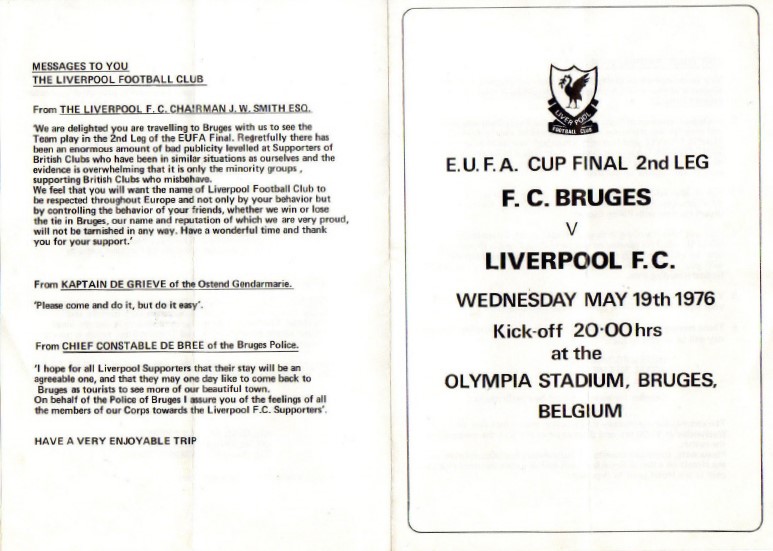 MESSAGES TO YOU
THE LIVERPOOL FOOTBALL CLUB
From THE LIVERPOOL F. C. CHAIRMAN J. W. SMITH ESQ.
'We are delighted you are travelling to Bruges with us to see the
Team play in the 2nd Leg of the EUFA Final. Regretfully there has
been an enormous amount of bad publicity levelled at Supporters of
British Clubs who have been in similar situations as ourselves and the
evidence is overwhelming that it is only the minority groups ,
supporting British Clubs who misbehave.
We feel that you will want the name of Liverpool Football Club to
be respected throughout Europe and not only by your behavior but
by controlling the behavior of your friends, whether we win or lose
the tie in Bruges, our name and reputation of which we are very proud,
will not be tarnished in any way. Have a wonderful time and thank
you for your support.'
From KAPTAIN DE GRIEVE of the Ostend Gendarmarie.
'Please come and do it, but do it easy'.
From CHIEF CONSTABLE DE BREE of the Bruges Police.
'I hope for all Liverpool Supporters that their stay will be an
agreeable one, and that they may one day like to come back to
Bruges as tourists to see more of our beautiful town.
On behalf of the Police of Bruges I assure you of the feelings of all
the members of our Corps towards the Liverpool F.C. Supporters'.
HAVE A VERY ENJOYABLE TRIP
LIVERPOOL
FOOTBALL CLUB
E. U. F. A. CUP FINAL 2nd LEG
F. C. BRUGES
V
LIVERPOOL F. C.
WEDNESDAY MAY 19th 1976
Kick-off 20·00 hrs
at the
OLYMPIA STADIUM, BRUGES,
BELGIUM